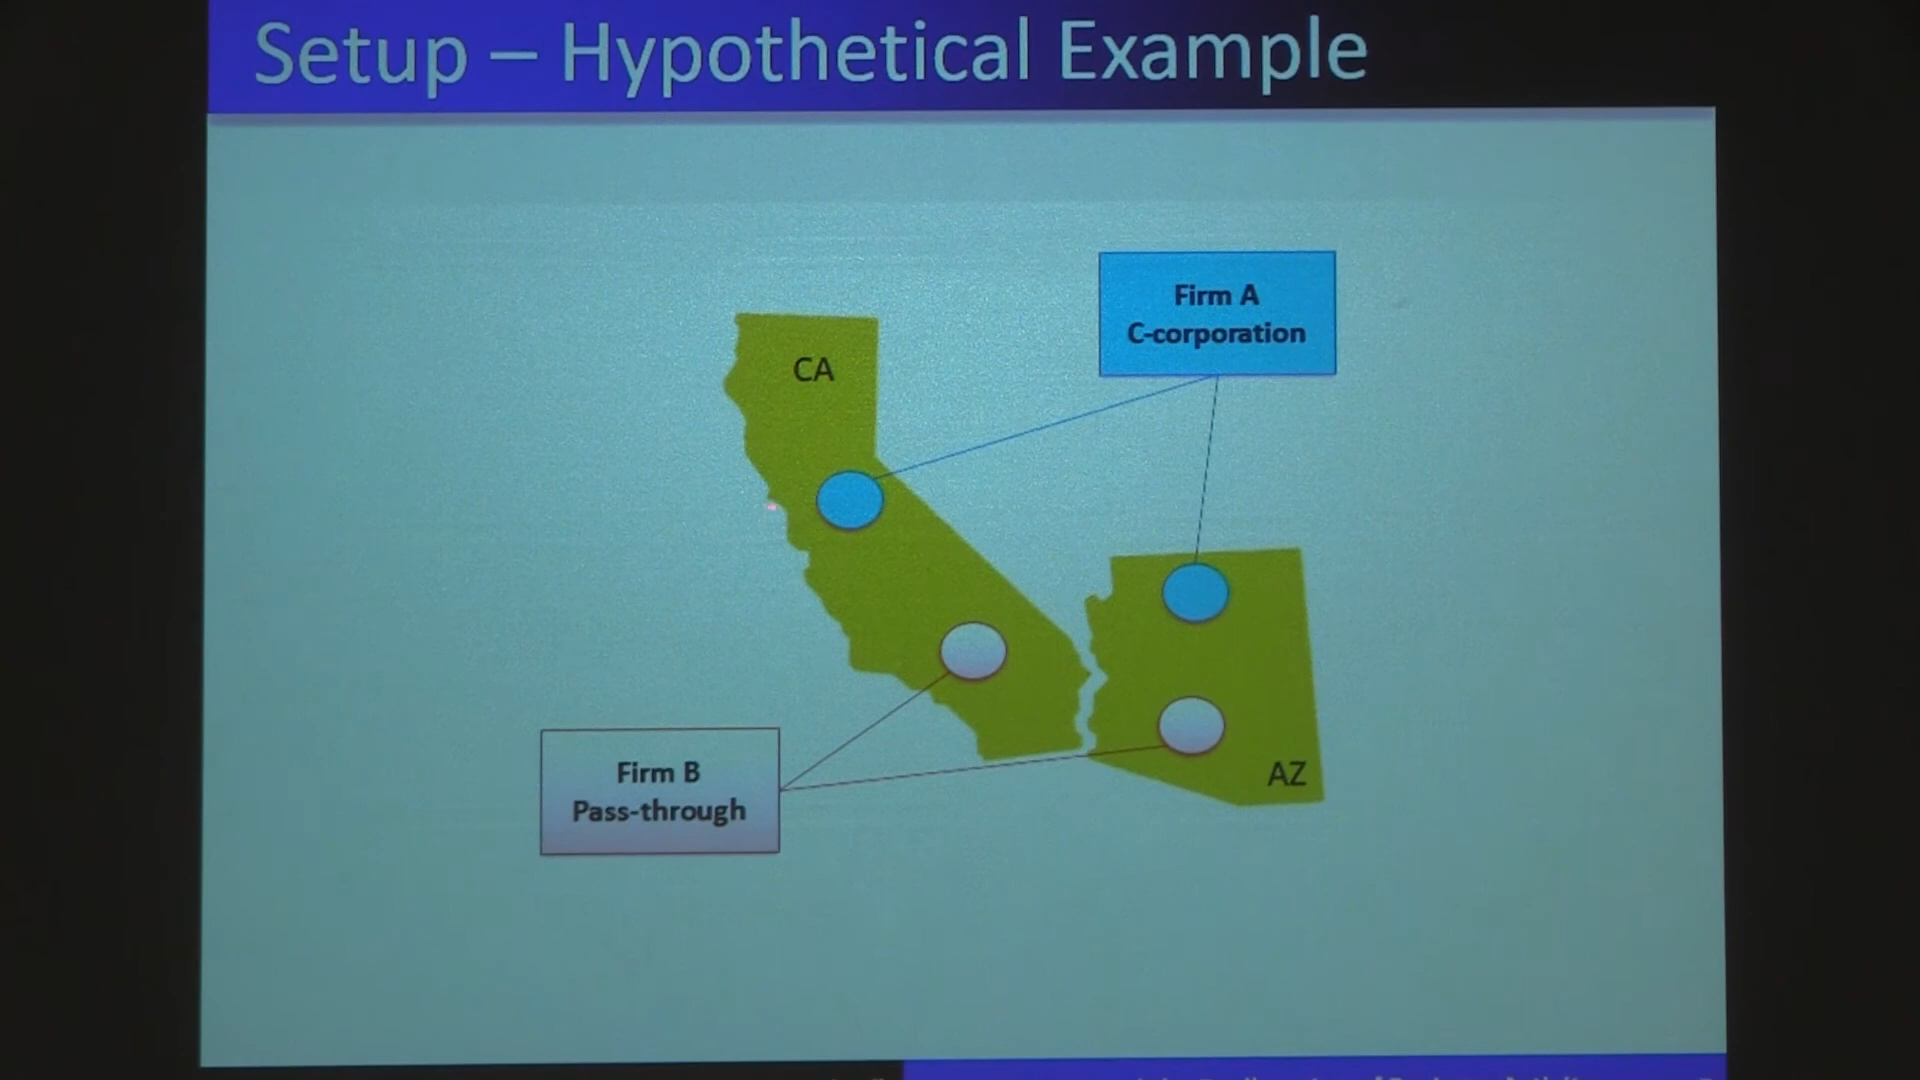 Setup – Hypothetical Example
Firm A
C-corporation
CA
Firm B
Pass-through
AZ